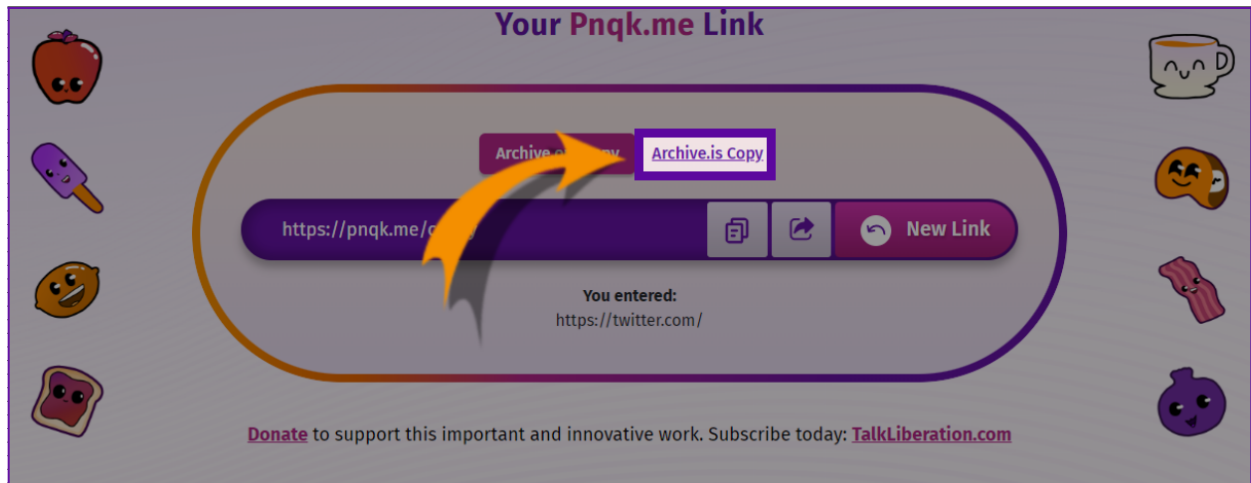 Your Pnqk.me Link
Archive Archive.is Copy
https://pnqk.me/ New Link
You entered:
https://twitter.com/
Donate to support this important and innovative work. Subscribe today: TalkLiberation.com